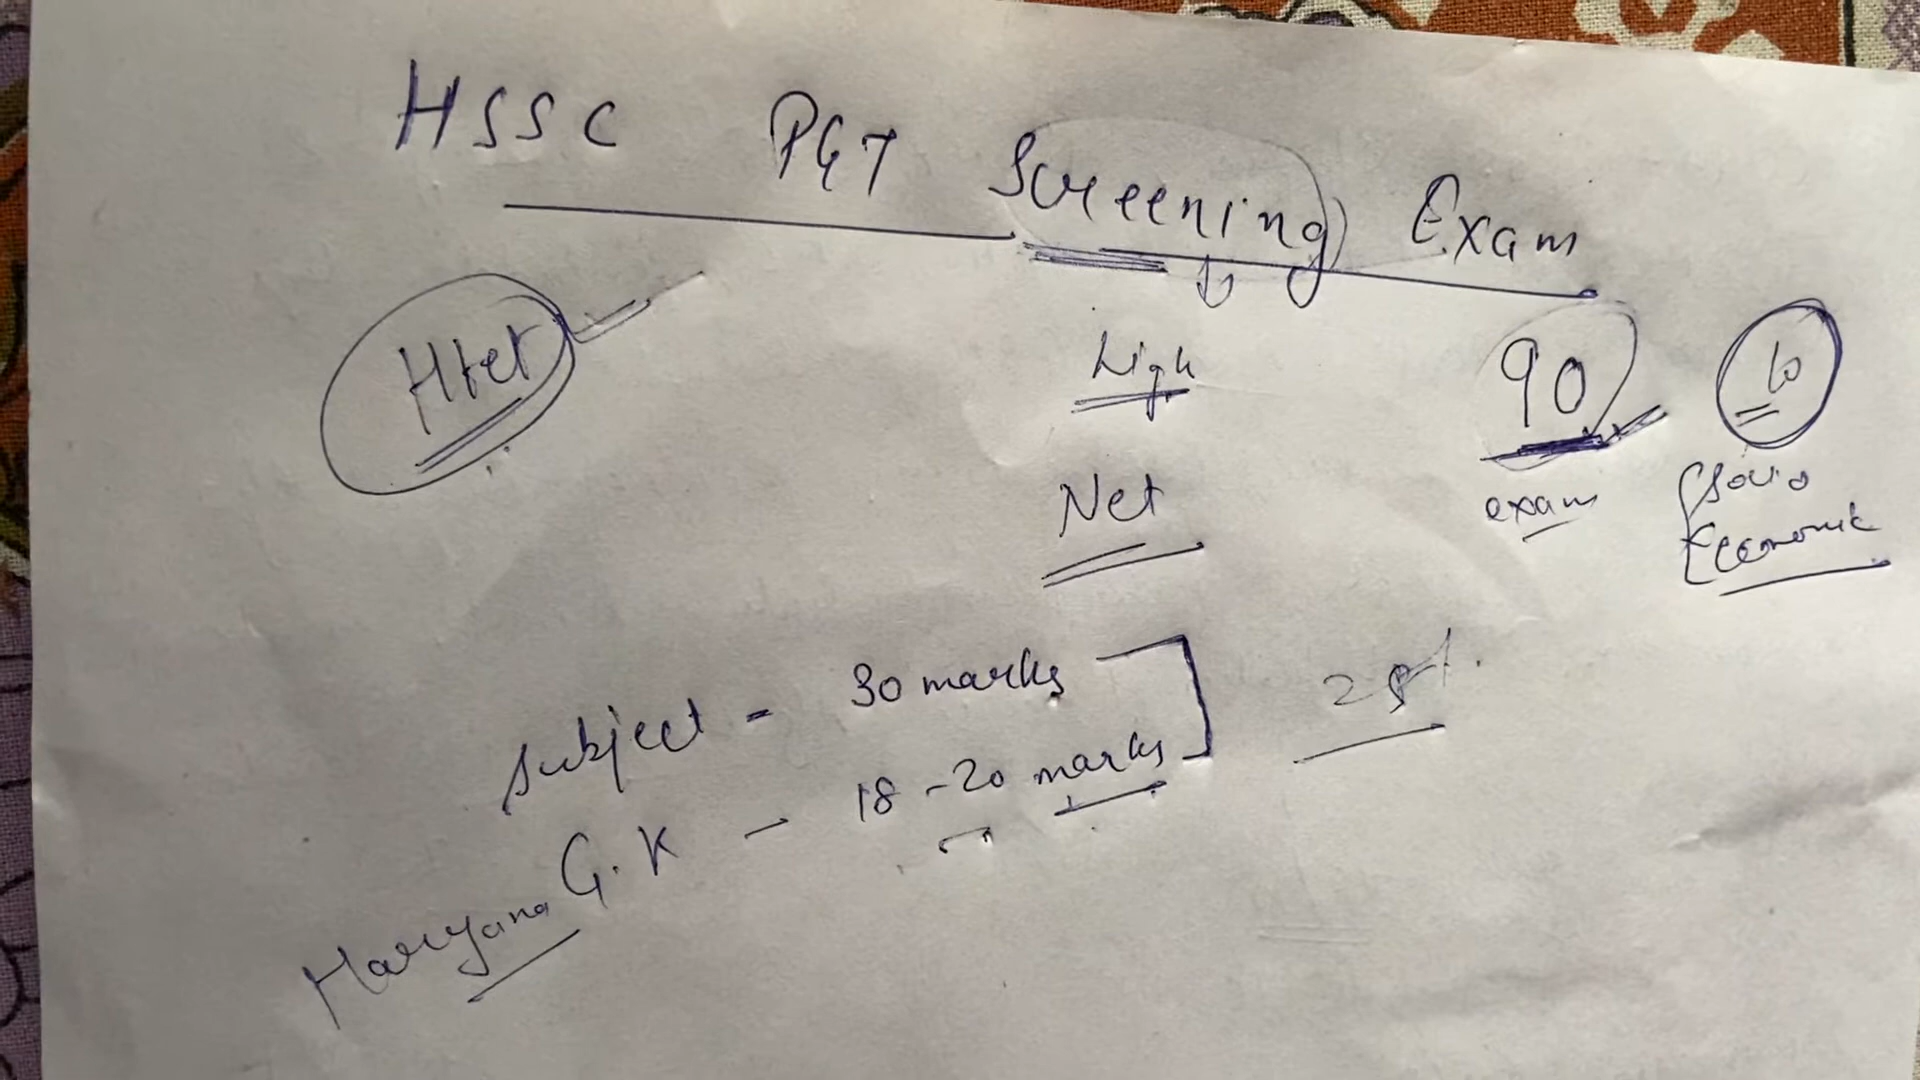 HSSC PGT Screening Exam
Htet
high
90
10
Net
exam
Socio
Economic
subject = 30 marks
G.K - 18-20 marks
Haryana